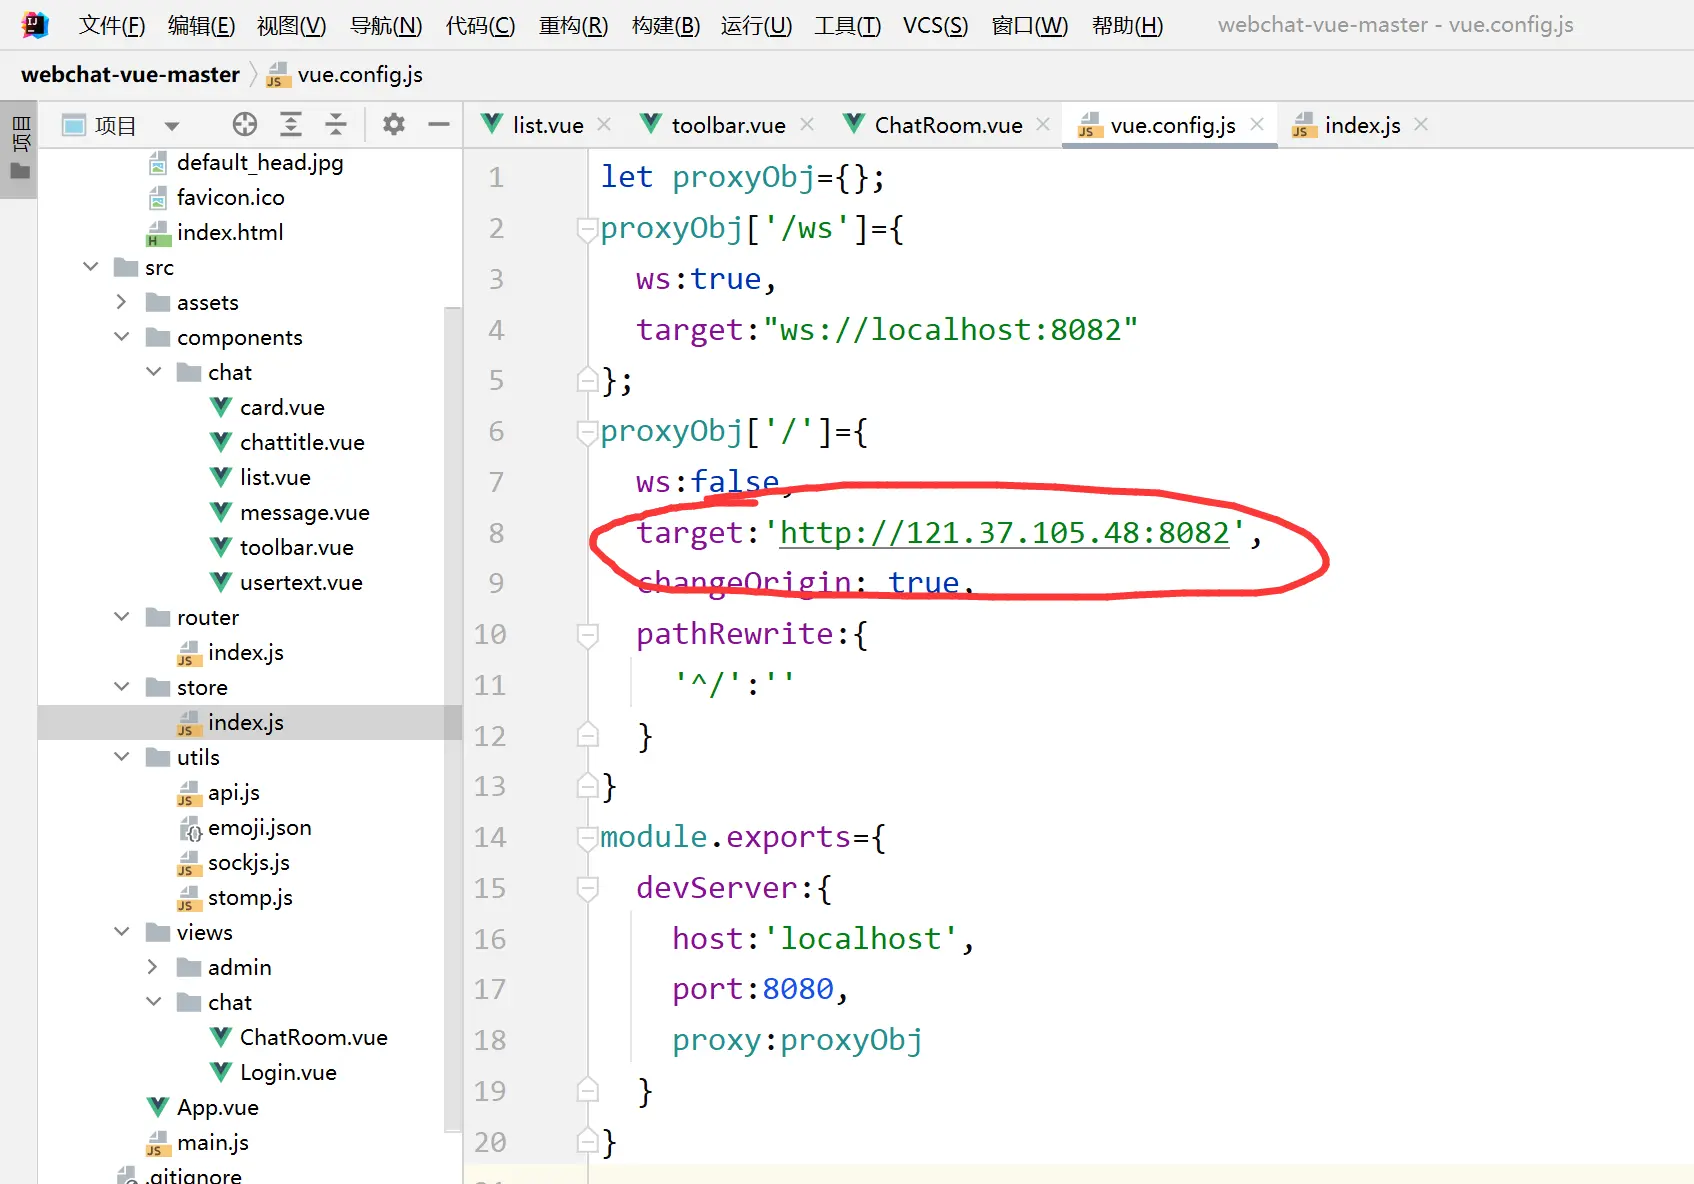 文件(F) 编辑(E) 视图(V) 导航(N) 代码(C) 重构(R) 构建(B) 运行(U) 工具(T) VCS(S) 窗口(W) 帮助(H) webchat-vue-master - vue.config.js
webchat-vue-master vue.config.js
项目
项目
list.vue toolbar.vue ChatRoom.vue vue.config.js index.js
default_head.jpg
favicon.ico
index.html
src
assets
components
chat
card.vue
chattitle.vue
list.vue
message.vue
toolbar.vue
usertext.vue
router
index.js
store
index.js
utils
api.js
emoji.json
sockjs.js
stomp.js
views
admin
chat
ChatRoom.vue
Login.vue
App.vue
main.js
.gitignore
1 let proxyObj={};
2 proxyObj['/ws']={
3 ws:true,
4 target:"ws://localhost:8082"
5 };
6 proxyObj['/']={
7 ws:false,
8 target:'http://121.37.105.48:8082',
9 changeOrigin: true,
10 pathRewrite:{
11 '^/':''
12 }
13 }
14 module.exports={
15 devServer:{
16 host:'localhost',
17 port:8080,
18 proxy:proxyObj
19 }
20 }